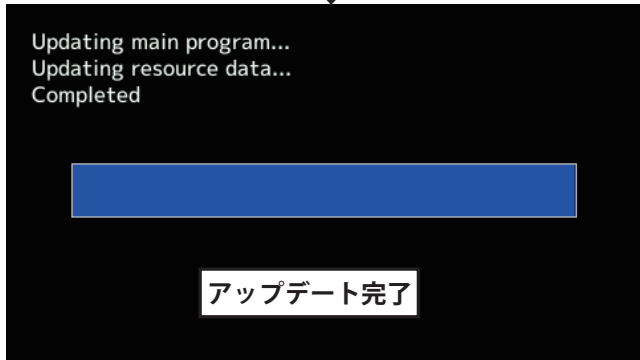 Updating main program...
Updating resource data...
Completed
アップデート完了